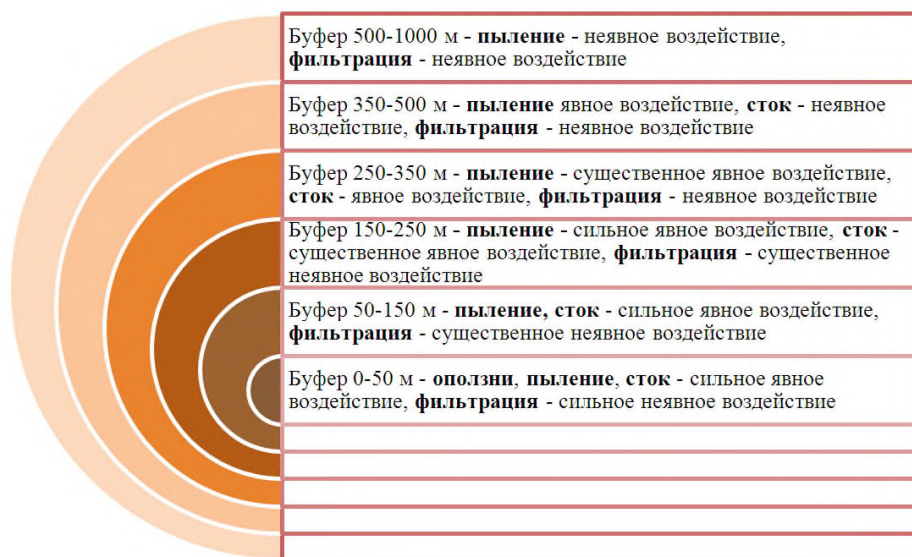 Буфер 500-1000 м - пыление - неявное воздействие,
фильтрация - неявное воздействие
Буфер 350-500 м - пыление явное воздействие, сток - неявное
воздействие, фильтрация - неявное воздействие
Буфер 250-350 м - пыление - существенное явное воздействие,
сток - явное воздействие, фильтрация - неявное воздействие
Буфер 150-250 м - пыление - сильное явное воздействие, сток -
существенное явное воздействие, фильтрация - существенное
неявное воздействие
Буфер 50-150 м - пыление, сток - сильное явное воздействие,
фильтрация - существенное неявное воздействие
Буфер 0-50 м - оползни, пыление, сток - сильное явное
воздействие, фильтрация - сильное неявное воздействие